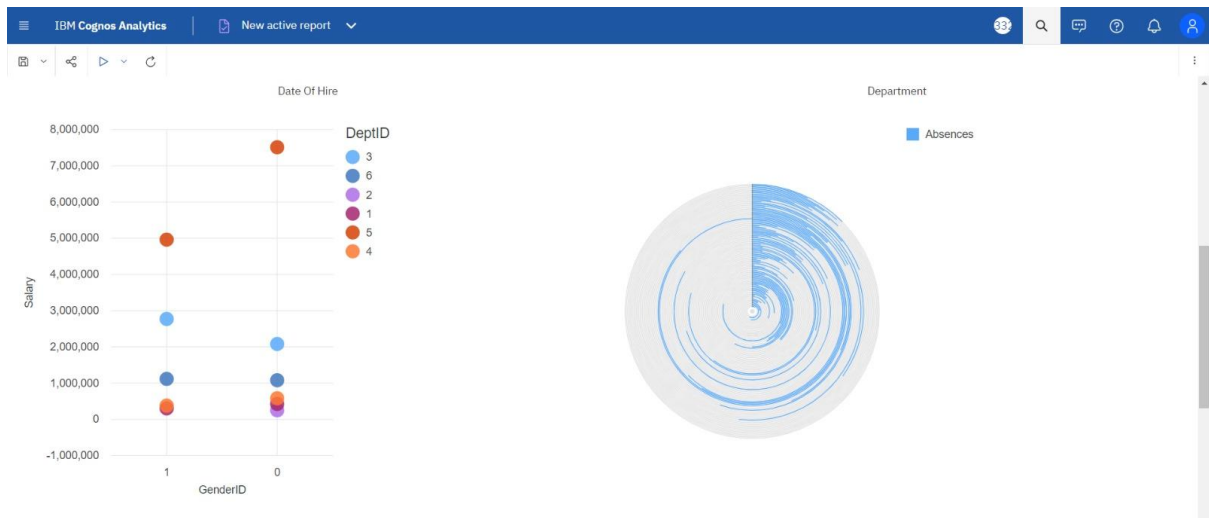 IBM Cognos Analytics
New active report
Date Of Hire
Department
8,000,000
7,000,000
6,000,000
5,000,000
4,000,000
3,000,000
2,000,000
1,000,000
0
-1,000,000
Salary
1
0
GenderID
DeptID
3
6
2
1
5
4
Absences